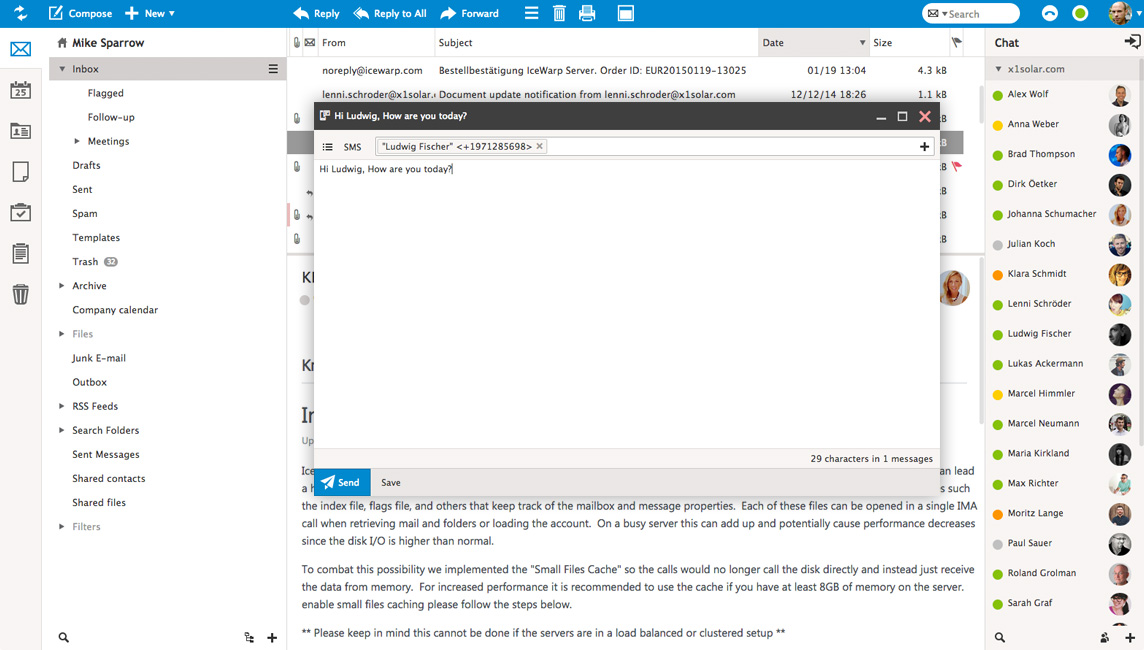 Compose
New
Reply
Reply to All
Forward
Search
Mike Sparrow
Inbox
Flagged
Follow-up
Meetings
Drafts
Sent
Spam
Templates
Trash 32
Archive
Company calendar
Files
Junk E-mail
Outbox
RSS Feeds
Search Folders
Sent Messages
Shared contacts
Shared files
Filters
25
From Subject Date Size
noreply@icewarp.com Bestellbestätigung IceWarp Server. Order ID: EUR20150119-13025 01/19 13:04 4.3 kB
lenni.schroder@x1solar.c Document update notification from lenni.schroder@x1solar.com 12/12/14 18:26 1.1 kB
Hi Ludwig, How are you today?
SMS "Ludwig Fischer" <+1971285698>
Hi Ludwig, How are you today?
29 characters in 1 messages
Send Save
the index file, flags file, and others that keep track of the mailbox and message properties. Each of these files can be opened in a single IMA
call when retrieving mail and folders or loading the account. On a busy server this can add up and potentially cause performance decreases
since the disk I/O is higher than normal.
To combat this possibility we implemented the "Small Files Cache" so the calls would no longer call the disk directly and instead just receive
the data from memory. For increased performance it is recommended to use the cache if you have at least 8GB of memory on the server.
enable small files caching please follow the steps below.
** Please keep in mind this cannot be done if the servers are in a load balanced or clustered setup **
Chat
x1solar.com
Alex Wolf
Anna Weber
Brad Thompson
Dirk Öetker
Johanna Schumacher
Julian Koch
Klara Schmidt
Lenni Schröder
Ludwig Fischer
Lukas Ackermann
Marcel Himmler
Marcel Neumann
Maria Kirkland
Max Richter
Moritz Lange
Paul Sauer
Roland Grolman
Sarah Graf